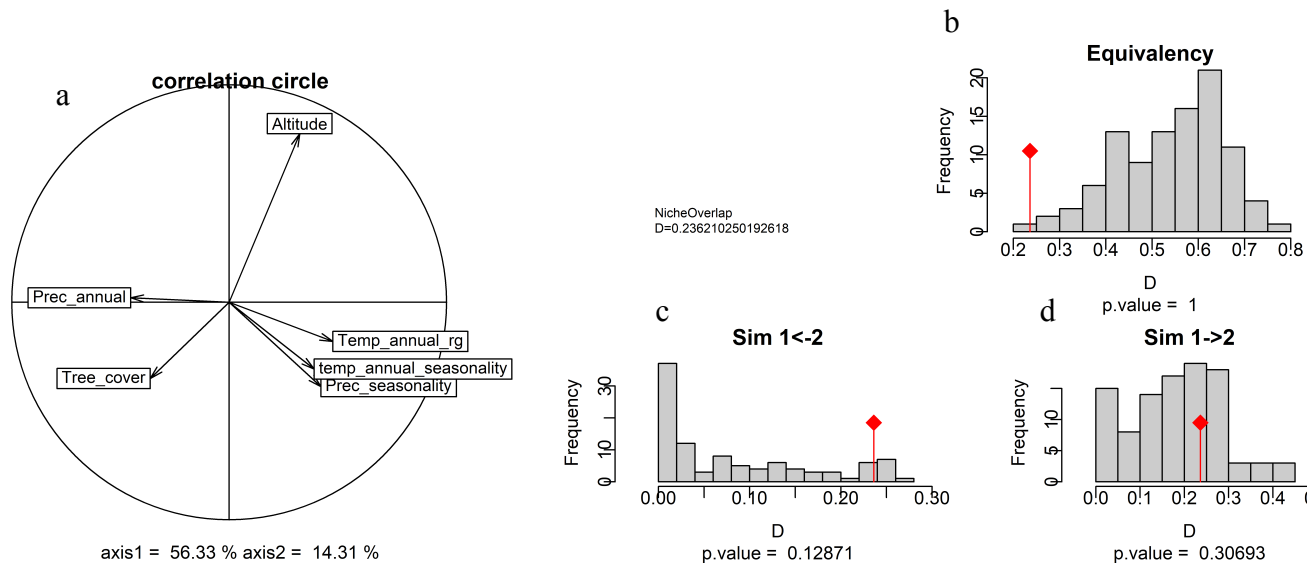 a
correlation circle
Altitude
Prec_annual
Temp_annual_rg
temp_annual_seasonality
Prec_seasonality
Tree_cover
axis1 = 56.33 % axis2 = 14.31 %
NicheOverlap
D=0.236210250192618
b
Equivalency
Frequency
0 5 10 15 20
0.2 0.3 0.4 0.5 0.6 0.7 0.8
D
p.value = 1
c
Sim 1<-2
Frequency
0 10 30
0.00 0.10 0.20 0.30
D
p.value = 0.12871
d
Sim 1->2
Frequency
0 5 15
0.0 0.1 0.2 0.3 0.4
D
p.value = 0.30693